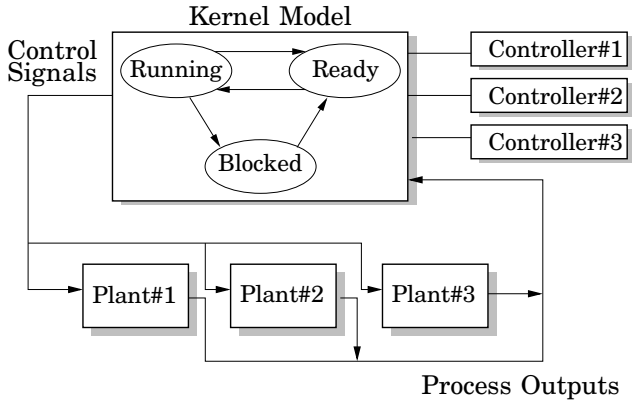 Kernel Model
Control
Signals
Running
Ready
Blocked
Controller#1
Controller#2
Controller#3
Plant#1
Plant#2
Plant#3
Process Outputs